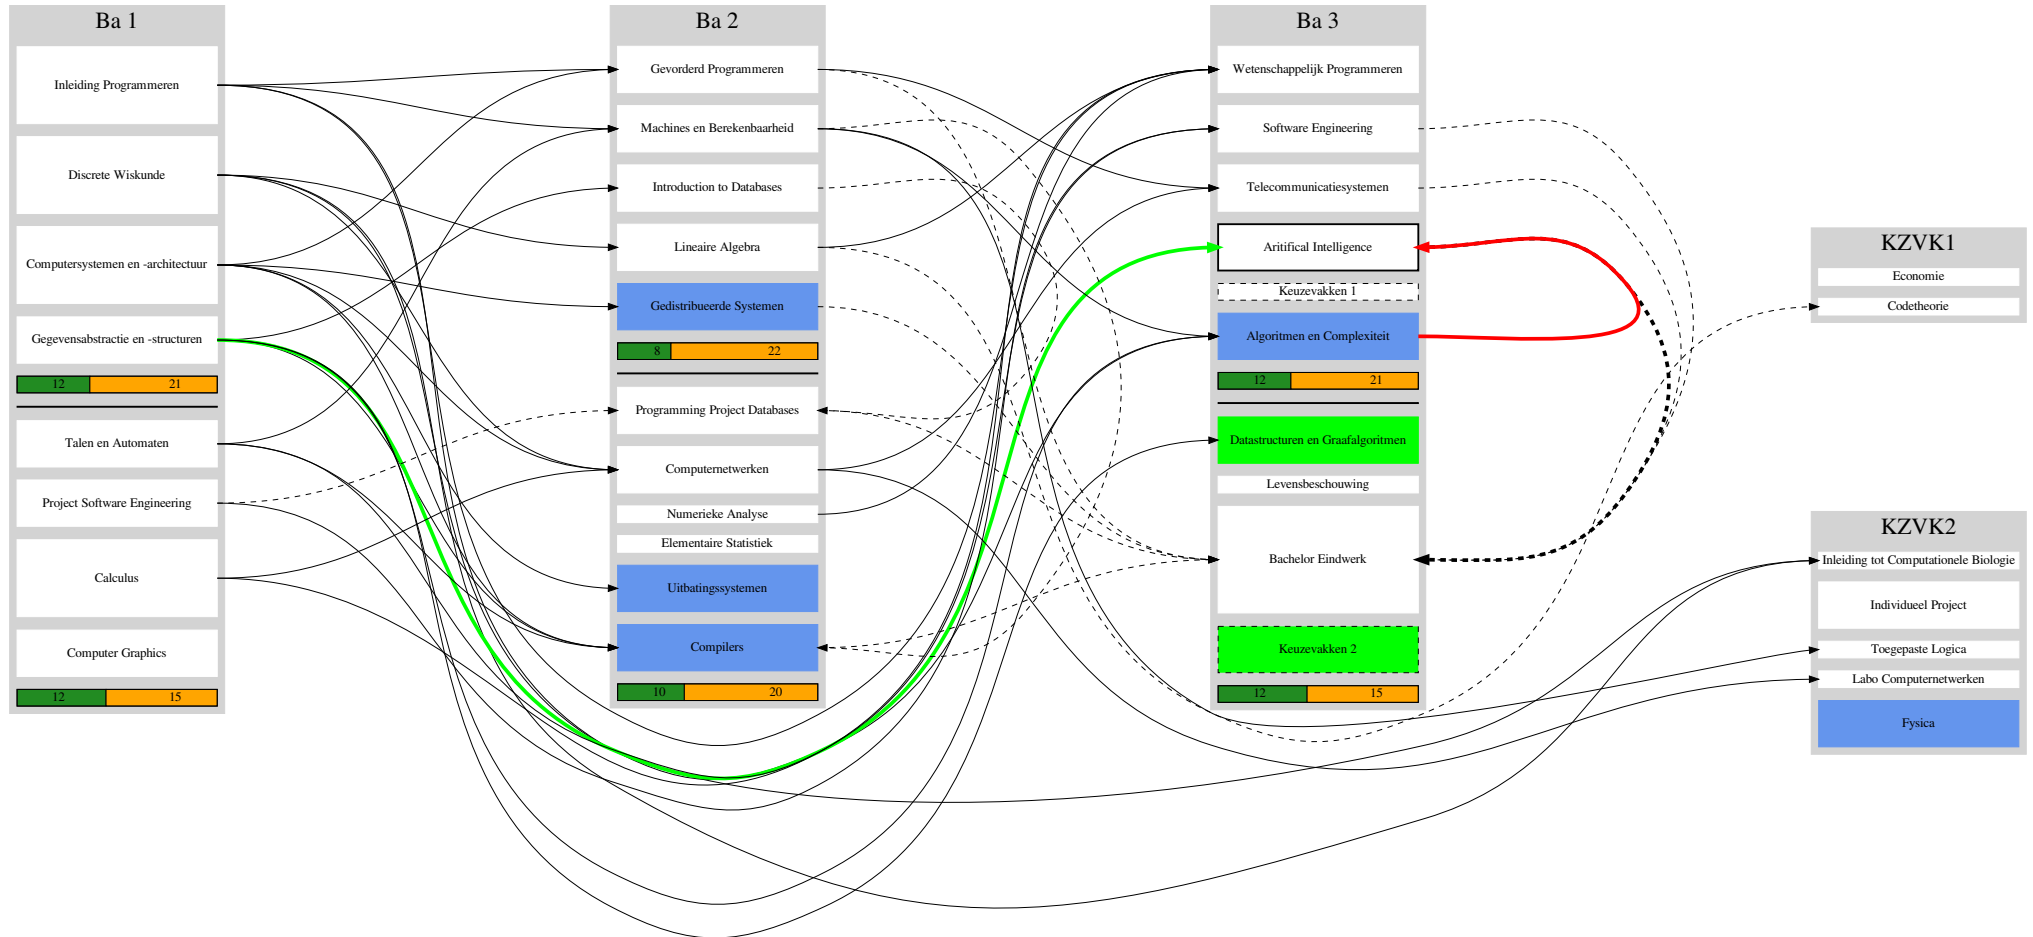 Ba 1
Inleiding Programmeren
Discrete Wiskunde
Computersystemen en -architectuur
Gegevensabstractie en -structuren
12 21
Talen en Automaten
Project Software Engineering
Calculus
Computer Graphics
12 15
Ba 2
Gevorderd Programmeren
Machines en Berekenbaarheid
Introduction to Databases
Lineaire Algebra
Gedistribueerde Systemen
8 22
Programming Project Databases
Computernetwerken
Numerieke Analyse
Elementaire Statistiek
Uitbatingssystemen
Compilers
10 20
Ba 3
Wetenschappelijk Programmeren
Software Engineering
Telecommunicatiesystemen
Aritifical Intelligence
Keuzevakken 1
Algoritmen en Complexiteit
12 21
Datastructuren en Graafalgoritmen
Levensbeschouwing
Bachelor Eindwerk
Keuzevakken 2
12 15
KZVK1
Economie
Codetheorie
KZVK2
Inleiding tot Computationele Biologie
Individueel Project
Toegepaste Logica
Labo Computernetwerken
Fysica